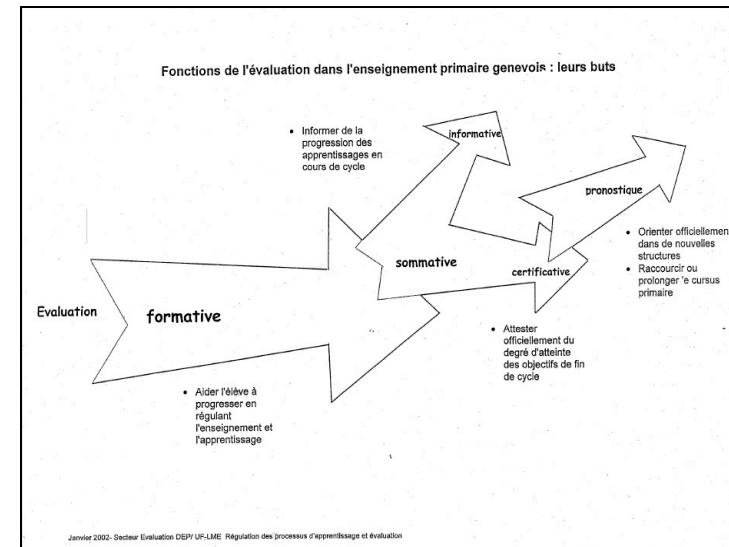 Fonctions de l'évaluation dans l'enseignement primaire genevois : leurs buts
• Informer de la
progression des
apprentissages en
cours de cycle
informative
pronostique
• Orienter officiellemen
dans de nouvelles
structures
• Raccourcir ou
prolonger 'e cursus
primaire
sommative
certificative
Evaluation
formative
• Attester
officiellement du
degré d'atteinte
des objectifs de fin
de cycle
• Aider l'élève à
progresser en
régulant
l'enseignement et
l'apprentissage
Janvier 2002- Secteur Evaluation DEP/ UF-LME Régulation des processus d'apprentissage et évaluation